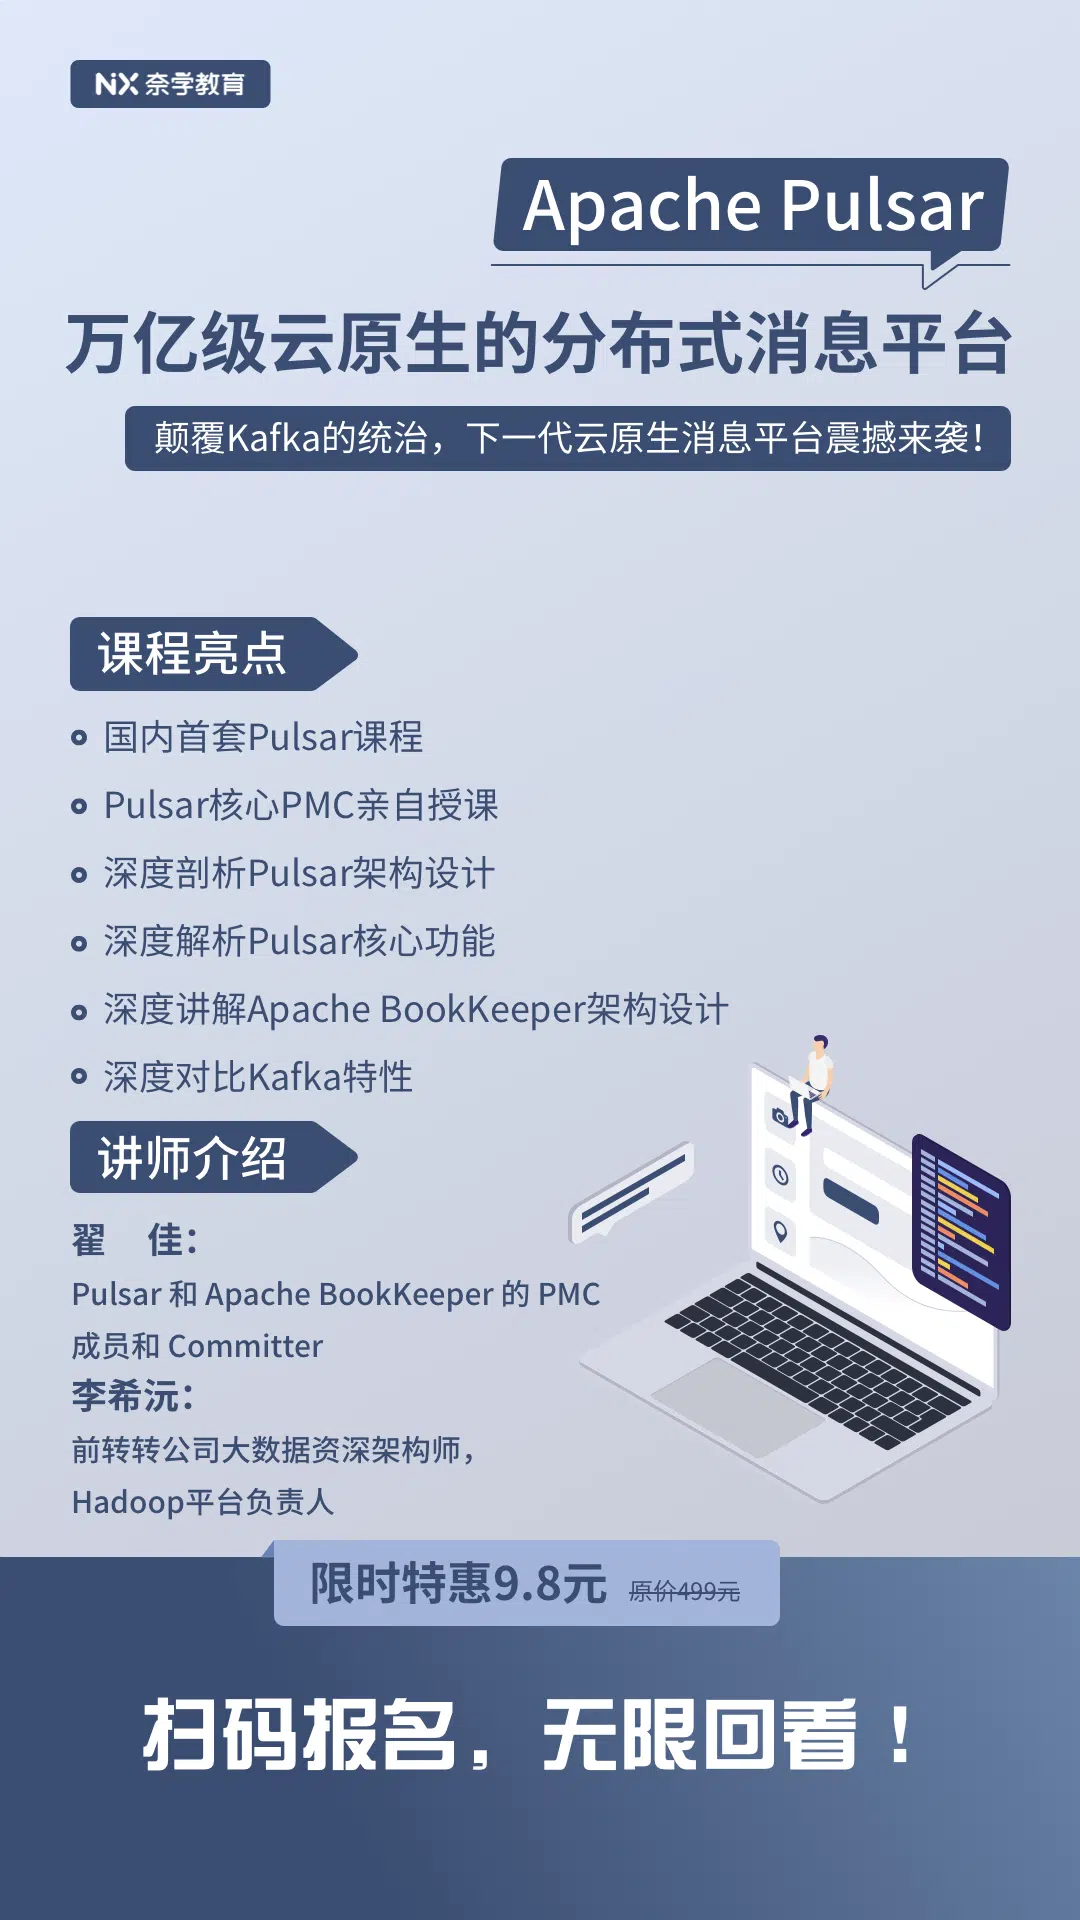 NX 奈学教育
Apache Pulsar
万亿级云原生的分布式消息平台
颠覆Kafka的统治，下一代云原生消息平台震撼来袭！
课程亮点
国内首套Pulsar课程
Pulsar核心PMC亲自授课
深度剖析Pulsar架构设计
深度解析Pulsar核心功能
深度讲解Apache BookKeeper架构设计
深度对比Kafka特性
讲师介绍
翟 佳：
Pulsar 和 Apache BookKeeper 的 PMC
成员和 Committer
李希沅：
前转转公司大数据资深架构师，
Hadoop平台负责人
限时特惠9.8元 原价499元
扫码报名，无限回看！